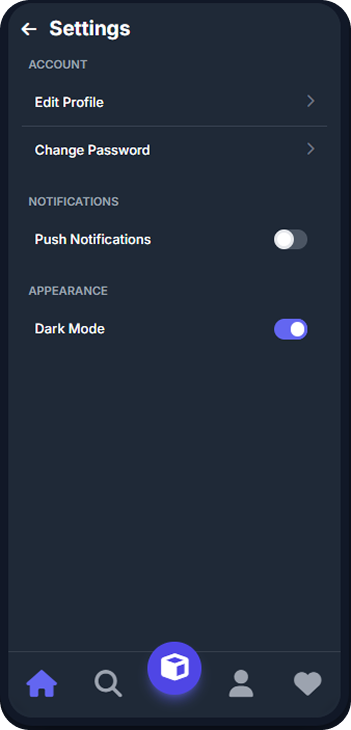 Settings
ACCOUNT
Edit Profile
Change Password
NOTIFICATIONS
Push Notifications
APPEARANCE
Dark Mode